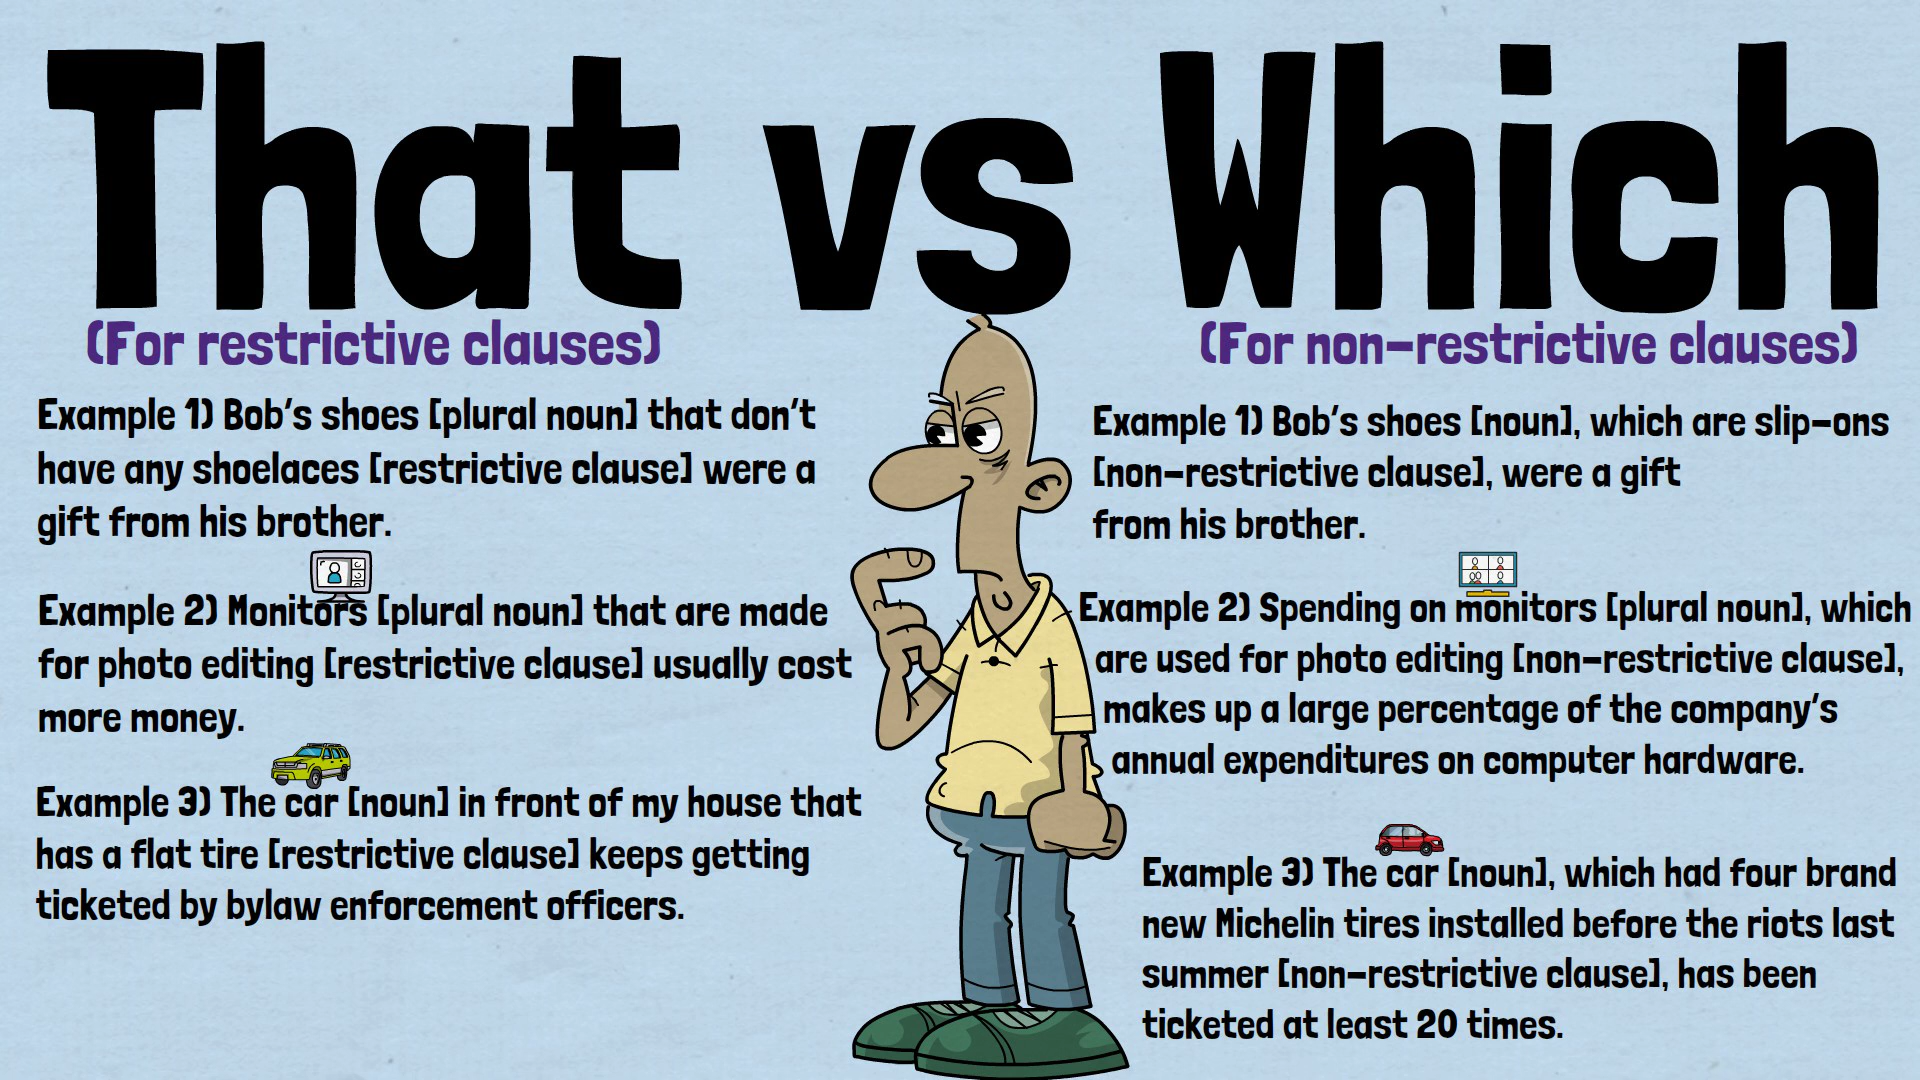 That vs Which
(For restrictive clauses)
Example 1) Bob's shoes [plural noun] that don't
have any shoelaces [restrictive clause] were a
gift from his brother.
Example 2) Monitors [plural noun] that are made
for photo editing [restrictive clause] usually cost
more money.
Example 3) The car [noun] in front of my house that
has a flat tire [restrictive clause] keeps getting
ticketed by bylaw enforcement officers.
(For non-restrictive clauses)
Example 1) Bob's shoes [noun], which are slip-ons
[non-restrictive clause], were a gift
from his brother.
Example 2) Spending on monitors [plural noun], which
are used for photo editing [non-restrictive clause],
makes up a large percentage of the company's
annual expenditures on computer hardware.
Example 3) The car [noun], which had four brand
new Michelin tires installed before the riots last
summer [non-restrictive clause], has been
ticketed at least 20 times.